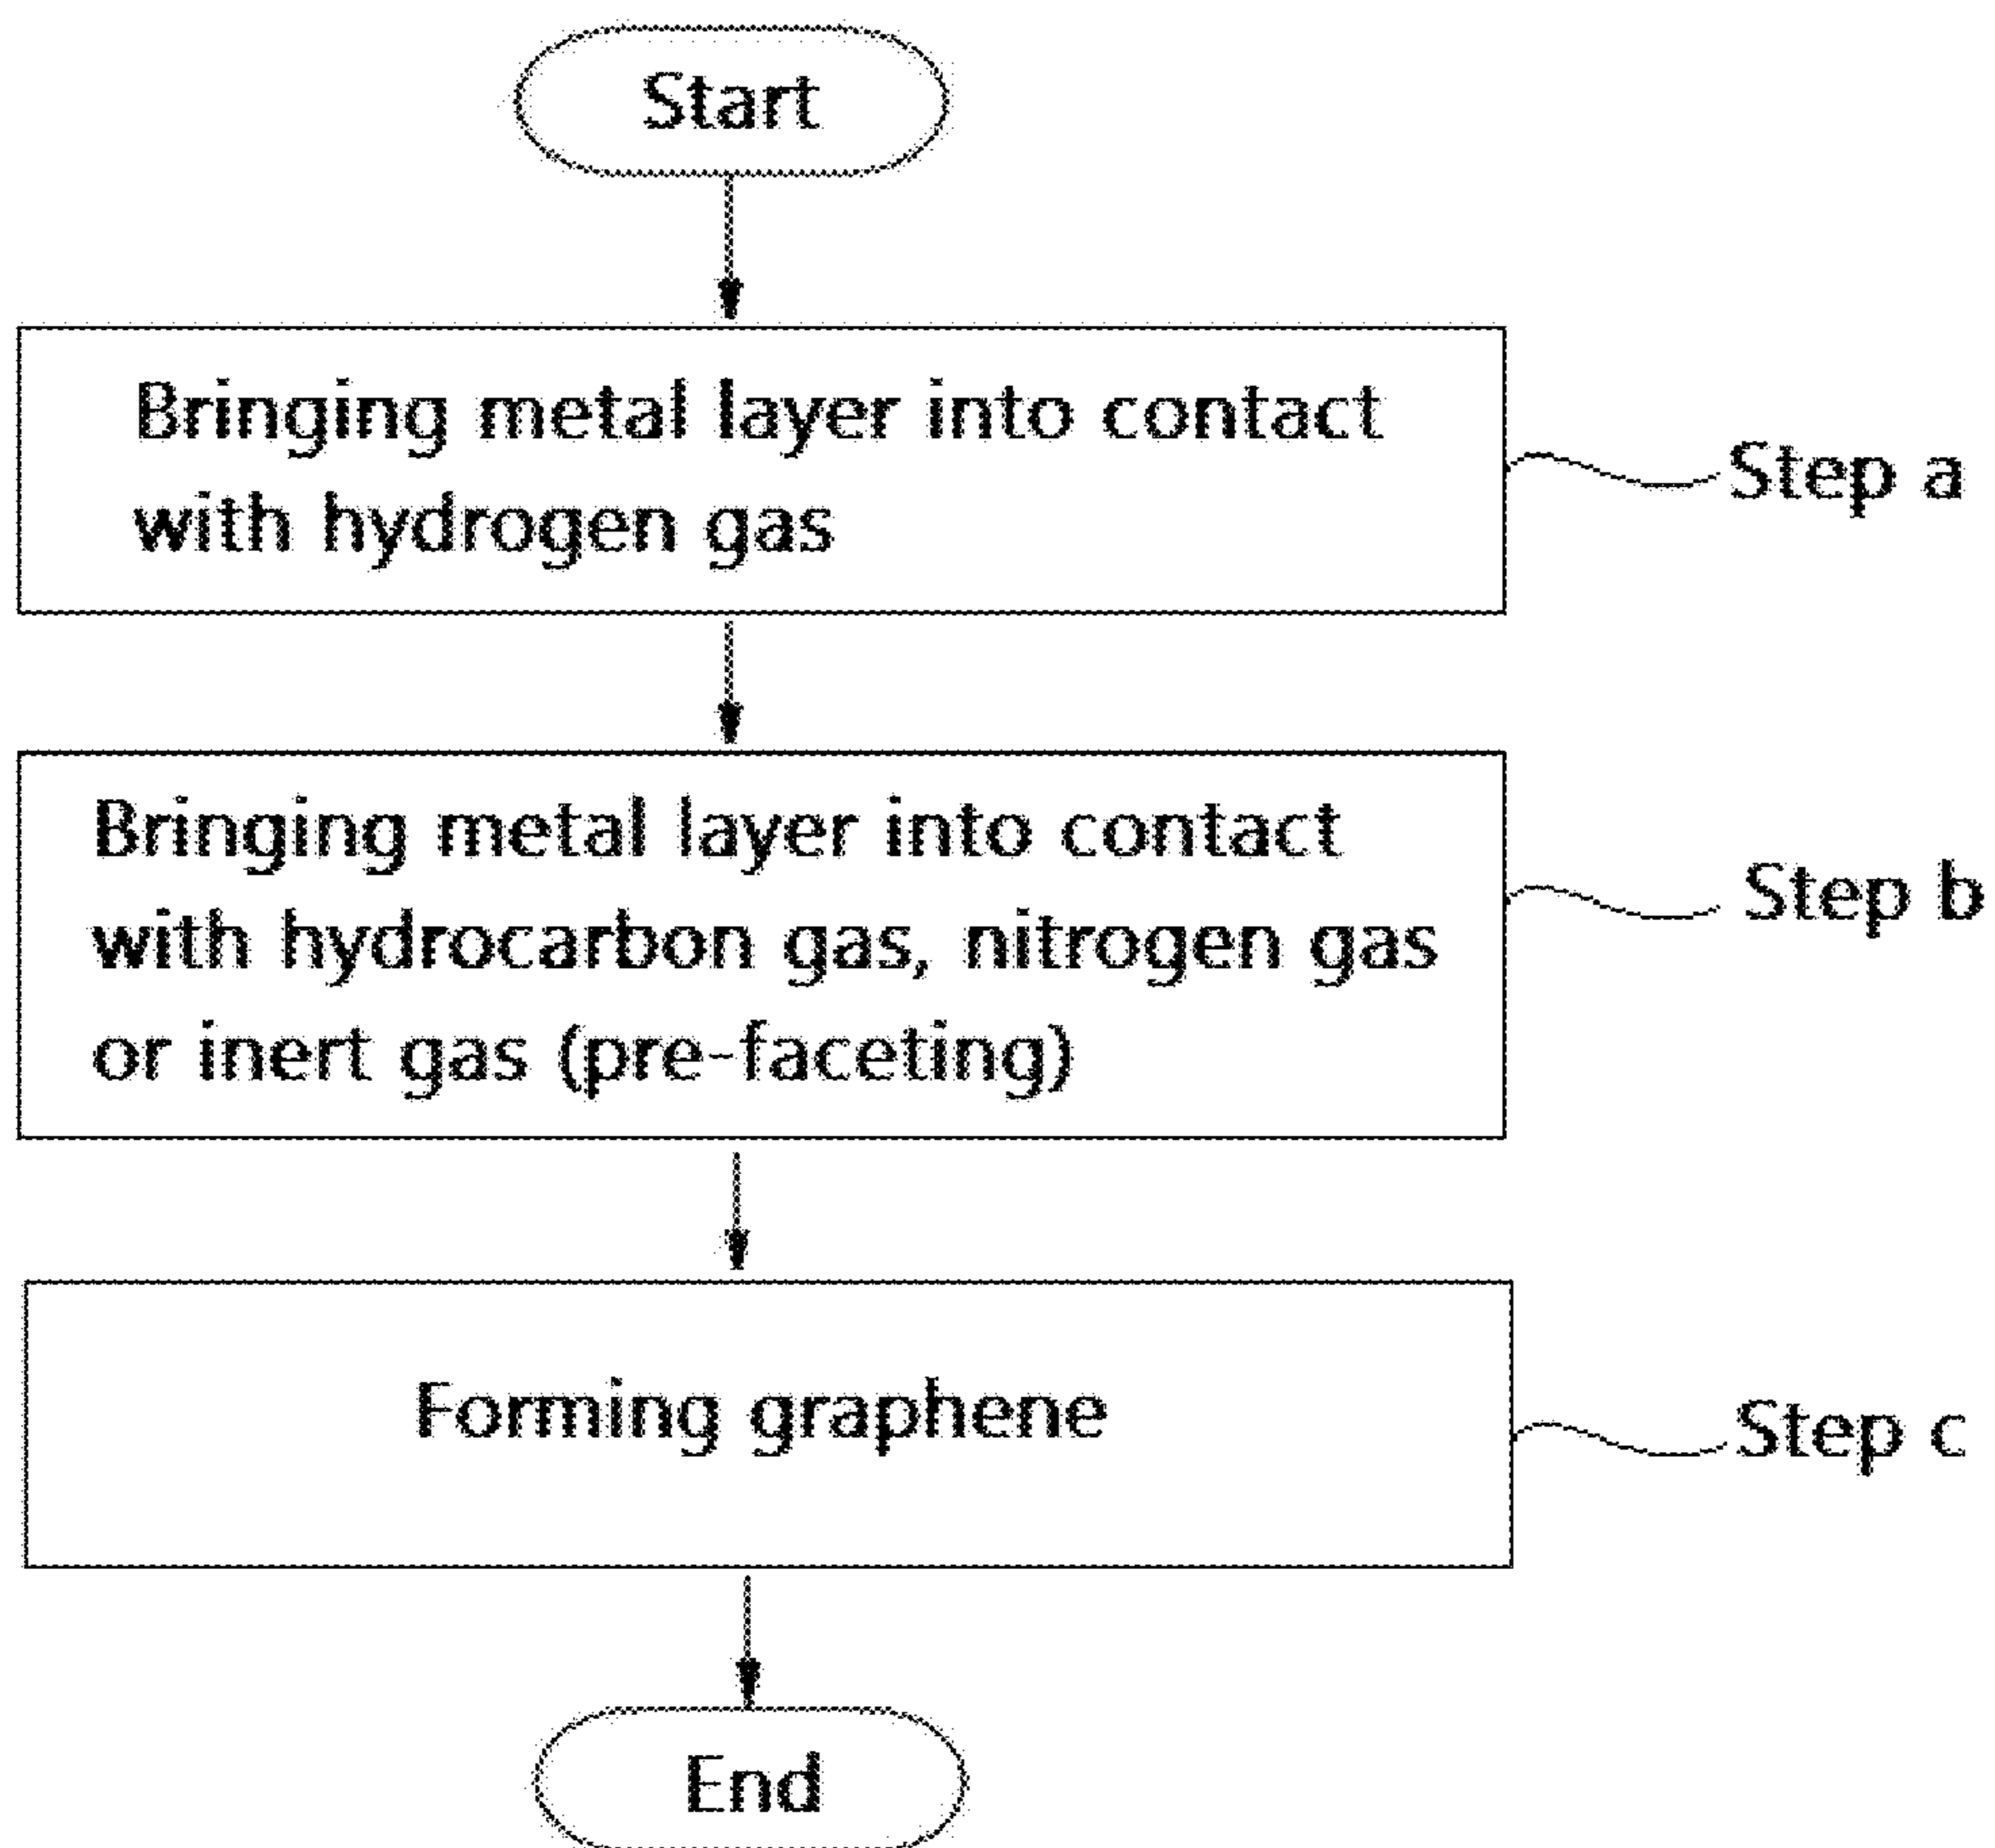 Start
Bringing metal layer into contact
with hydrogen gas
Step a
Bringing metal layer into contact
with hydrocarbon gas, nitrogen gas
or inert gas (pre-faceting)
Step b
Forming graphene
Step c
End